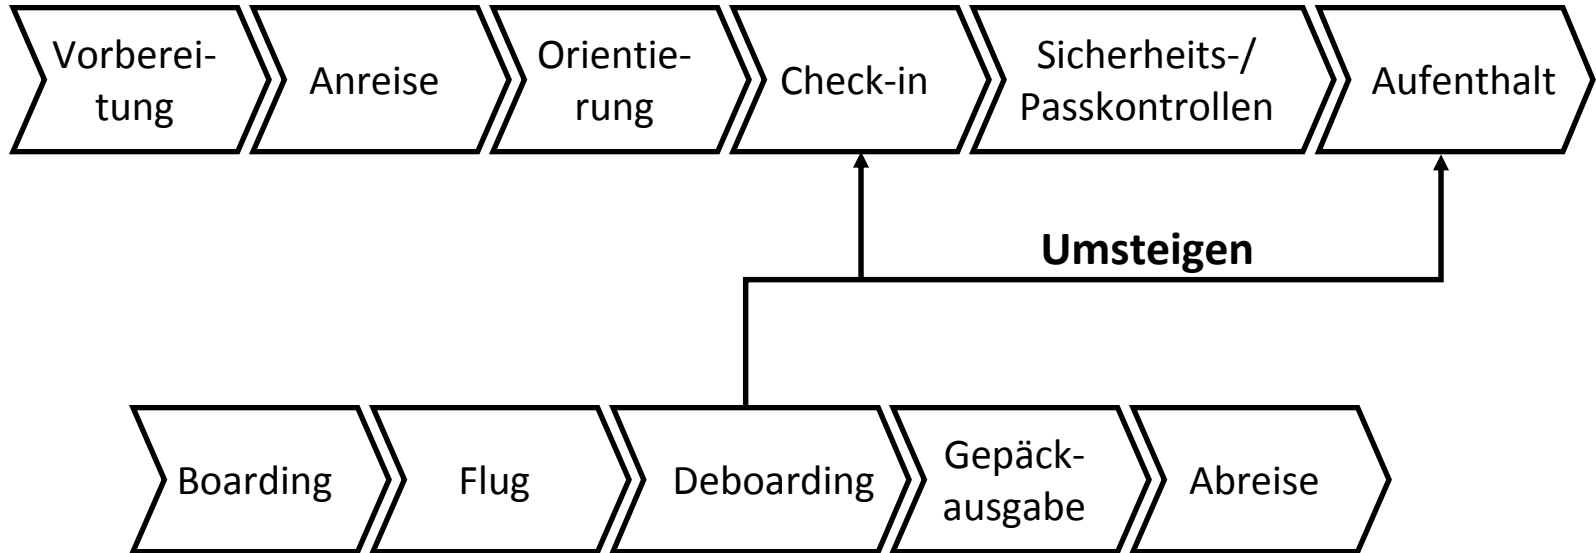 Vorberei-
tung
Anreise
Orientie-
rung
Check-in
Sicherheits-/
Passkontrollen
Aufenthalt
Umsteigen
Boarding
Flug
Deboarding
Gepäck-
ausgabe
Abreise